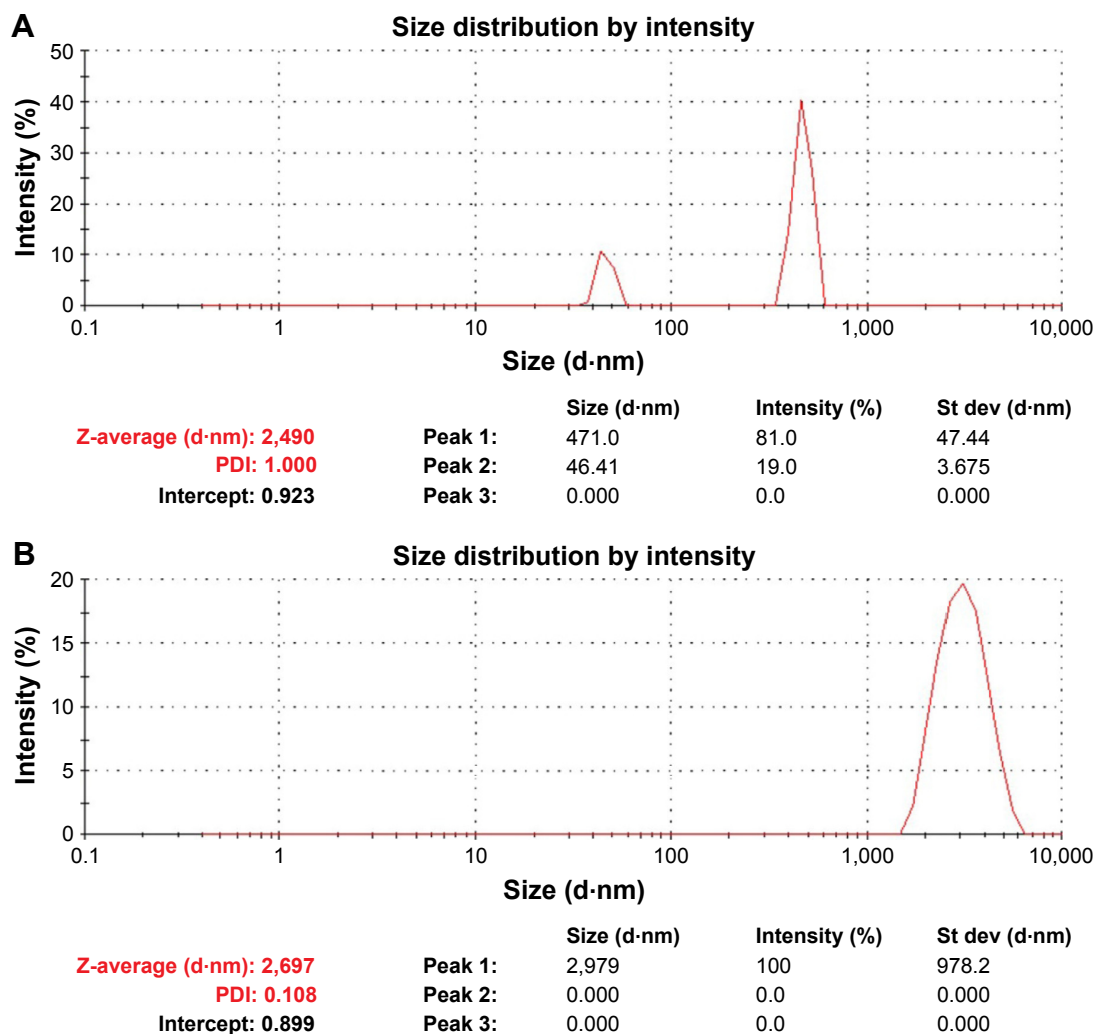 A
Size distribution by intensity
Intensity (%)
50
40
30
20
10
0
0.1 1 10 100 1,000 10,000
Size (d·nm)
Size (d·nm) Intensity (%) St dev (d·nm)
Z-average (d·nm): 2,490 Peak 1: 471.0 81.0 47.44
PDI: 1.000 Peak 2: 46.41 19.0 3.675
Intercept: 0.923 Peak 3: 0.000 0.0 0.000
B
Size distribution by intensity
Intensity (%)
20
15
10
5
0
0.1 1 10 100 1,000 10,000
Size (d·nm)
Size (d·nm) Intensity (%) St dev (d·nm)
Z-average (d·nm): 2,697 Peak 1: 2,979 100 978.2
PDI: 0.108 Peak 2: 0.000 0.0 0.000
Intercept: 0.899 Peak 3: 0.000 0.0 0.000